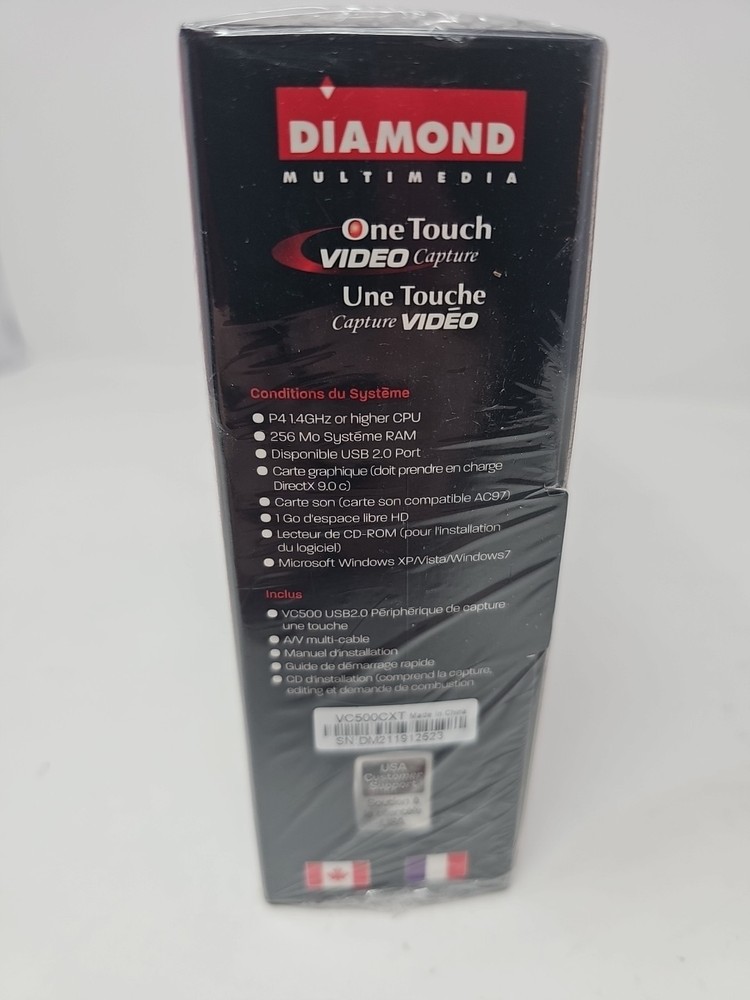 DIAMOND
MULTIMEDIA
One Touch
VIDEO Capture
Une Touche
Capture VIDÉO
Conditions du Système
P4 1.4GHz or higher CPU
256 Mo Système RAM
Disponible USB 2.0 Port
Carte graphique (doit prendre en charge
DirectX 9.0 c)
Carte son (carte son compatible AC97)
1 Go d'espace libre HD
Lecteur de CD-ROM (pour l'installation
du logiciel)
Microsoft Windows XP/Vista/Windows7
Inclus
VC500 USB2.0 Périphérique de capture
une touche
A/V multi-cable
Manuel d'installation
Guide de démarrage rapide
CD d'installation (comprend la capture,
editing et demande de combustion
VC500CXT Made in China
SN DM211912523
USA
Customer
Support